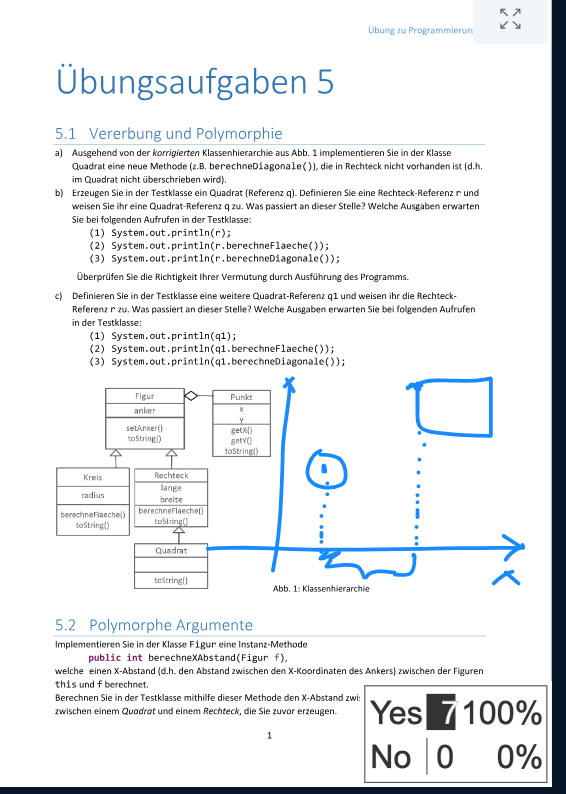 Übung zu Programmierun
Übungsaufgaben 5
5.1 Vererbung und Polymorphie
a) Ausgehend von der korrigierten Klassenhierarchie aus Abb. 1 implementieren Sie in der Klasse
Quadrat eine neue Methode (z.B. berechneDiagonale()), die in Rechteck nicht vorhanden ist (d.h.
im Quadrat nicht überschrieben wird).
b) Erzeugen Sie in der Testklasse ein Quadrat (Referenz q). Definieren Sie eine Rechteck-Referenz r und
weisen Sie ihr eine Quadrat-Referenz q zu. Was passiert an dieser Stelle? Welche Ausgaben erwarten
Sie bei folgenden Aufrufen in der Testklasse:
(1) System.out.println(r);
(2) System.out.println(r.berechneFlaeche());
(3) System.out.println(r.berechneDiagonale());
Überprüfen Sie die Richtigkeit Ihrer Vermutung durch Ausführung des Programms.
c) Definieren Sie in der Testklasse eine weitere Quadrat-Referenz q1 und weisen ihr die Rechteck-
Referenz r zu. Was passiert an dieser Stelle? Welche Ausgaben erwarten Sie bei folgenden Aufrufen
in der Testklasse:
(1) System.out.println(q1);
(2) System.out.println(q1.berechneFlaeche());
(3) System.out.println(q1.berechneDiagonale());
Figur
anker
setAnker()
toString()
Punkt
x
y
getX()
getY()
toString()
Kreis
radius
berechneFlaeche()
toString()
Rechteck
lange
breite
berechneFlaeche()
toString()
Quadrat
toString()
Abb. 1: Klassenhierarchie
5.2 Polymorphe Argumente
Implementieren Sie in der Klasse Figur eine Instanz-Methode
public int berechneXAbstand(Figur f),
welche einen X-Abstand (d.h. den Abstand zwischen den X-Koordinaten des Ankers) zwischen der Figuren
this und f berechnet.
Berechnen Sie in der Testklasse mithilfe dieser Methode den X-Abstand zwi
zwischen einem Quadrat und einem Rechteck, die Sie zuvor erzeugen.
1
Yes 7 100%
No 0 0%